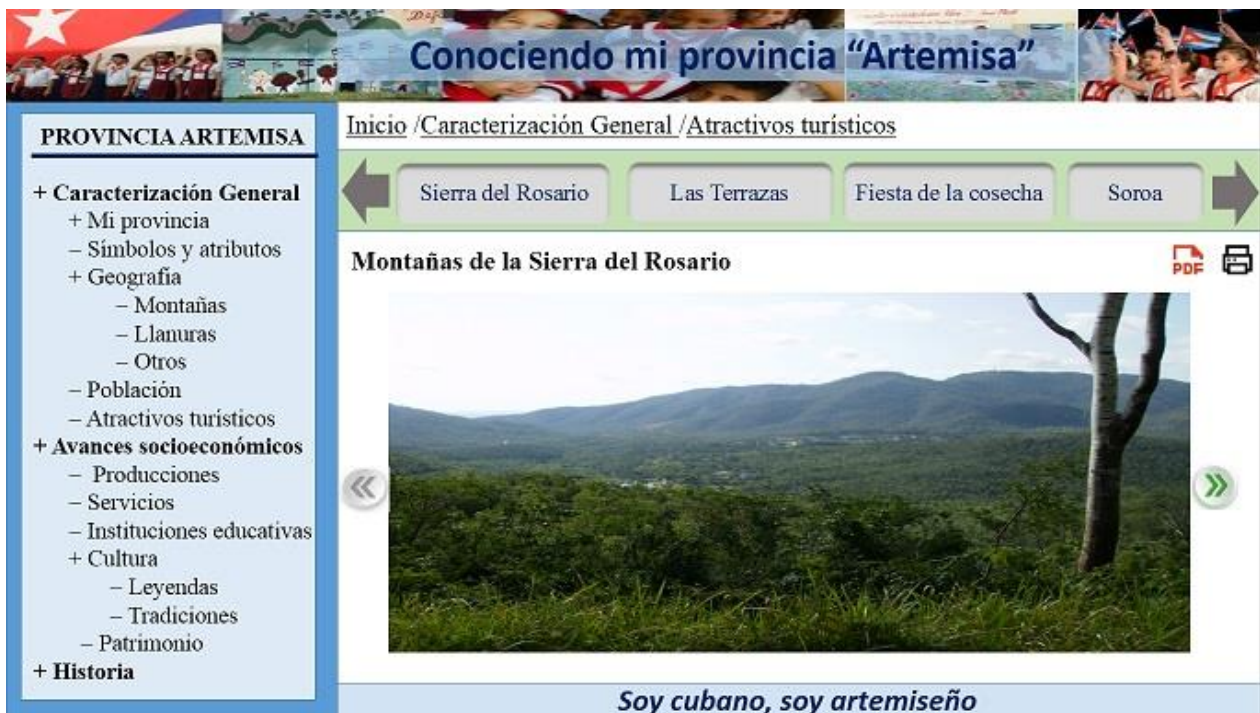 Conociendo mi provincia “Artemisa”
PROVINCIA ARTEMISA
+ Caracterización General
+ Mi provincia
– Símbolos y atributos
+ Geografía
– Montañas
– Llanuras
– Otros
– Población
– Atractivos turísticos
+ Avances socioeconómicos
– Producciones
– Servicios
– Instituciones educativas
+ Cultura
– Leyendas
– Tradiciones
– Patrimonio
+ Historia
Inicio /Caracterización General /Atractivos turísticos
Sierra del Rosario
Las Terrazas
Fiesta de la cosecha
Soroa
Montañas de la Sierra del Rosario
PDF
Soy cubano, soy artemiseño